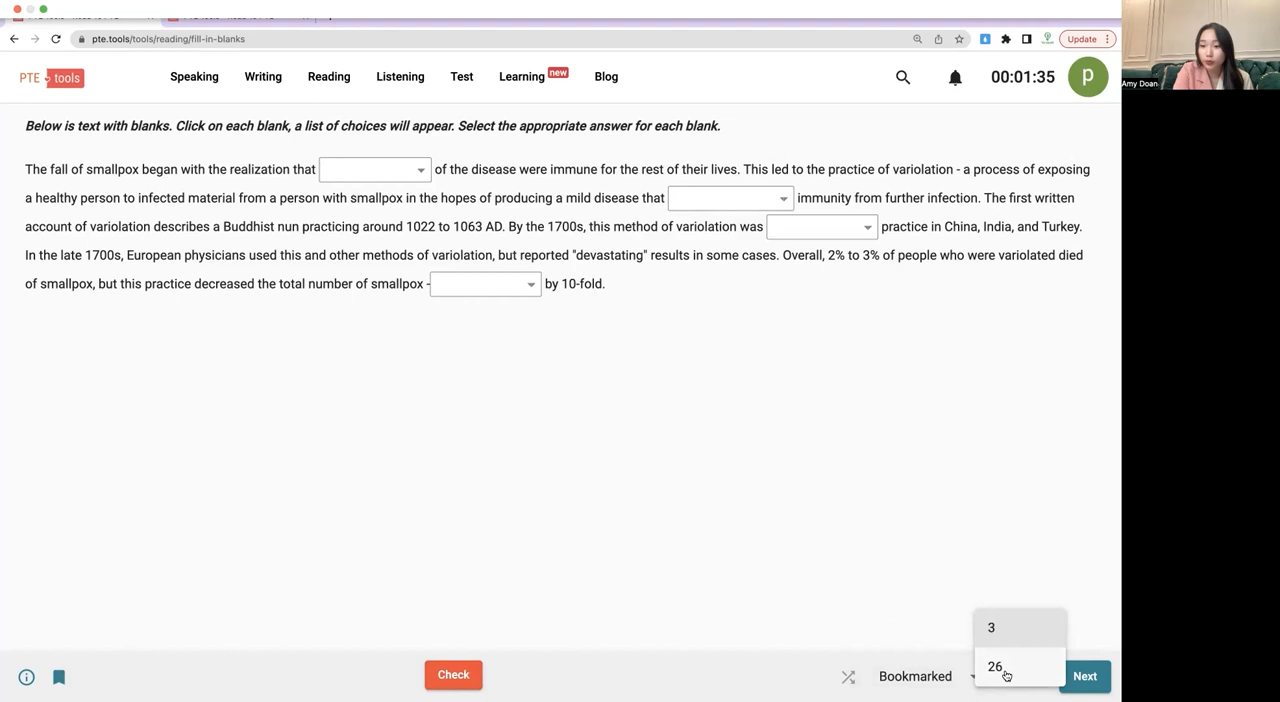 pte.tools/tools/reading/fill-in-blanks
Update
PTE tools
Speaking Writing Reading Listening Test Learning new Blog
00:01:35
p
Amy Doan
Below is text with blanks. Click on each blank, a list of choices will appear. Select the appropriate answer for each blank.
The fall of smallpox began with the realization that of the disease were immune for the rest of their lives. This led to the practice of variolation - a process of exposing
a healthy person to infected material from a person with smallpox in the hopes of producing a mild disease that immunity from further infection. The first written
account of variolation describes a Buddhist nun practicing around 1022 to 1063 AD. By the 1700s, this method of variolation was practice in China, India, and Turkey.
In the late 1700s, European physicians used this and other methods of variolation, but reported "devastating" results in some cases. Overall, 2% to 3% of people who were variolated died
of smallpox, but this practice decreased the total number of smallpox - by 10-fold.
3
26
Check
Bookmarked
Next